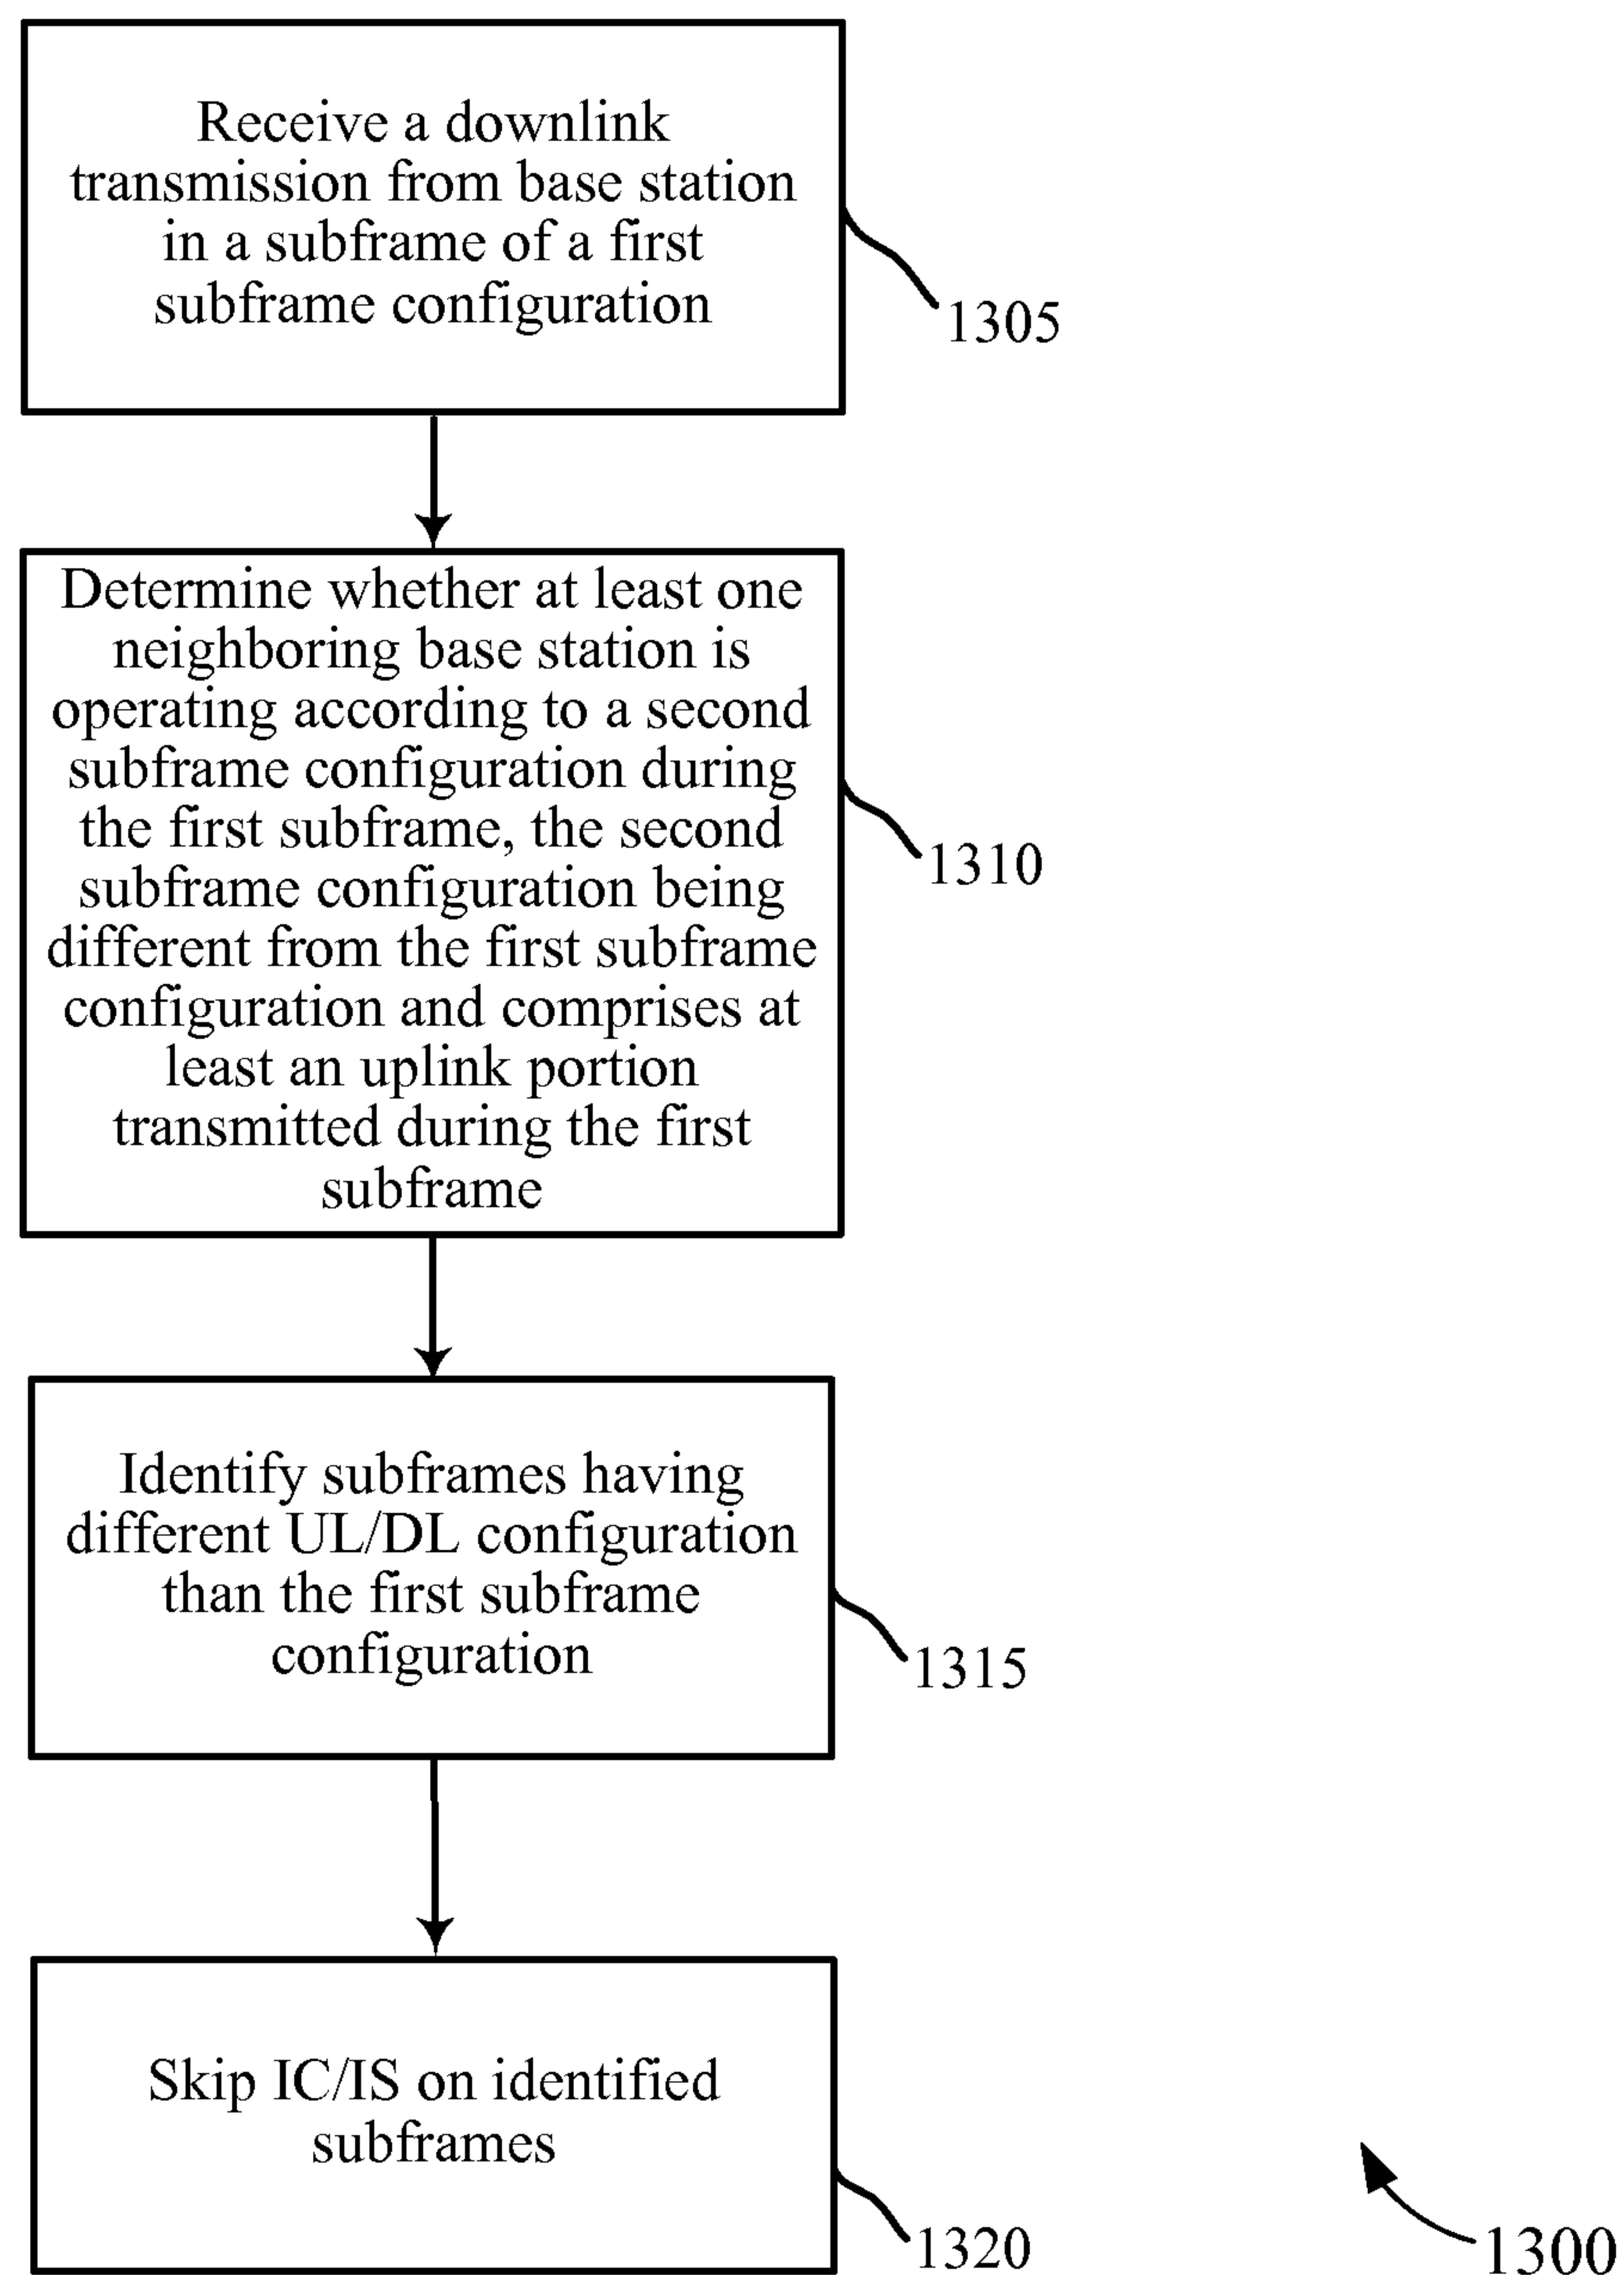 Receive a downlink
transmission from base station
in a subframe of a first
subframe configuration
1305
Determine whether at least one
neighboring base station is
operating according to a second
subframe configuration during
the first subframe, the second
subframe configuration being
different from the first subframe
configuration and comprises at
least an uplink portion
transmitted during the first
subframe
1310
Identify subframes having
different UL/DL configuration
than the first subframe
configuration
1315
Skip IC/IS on identified
subframes
1320
1300